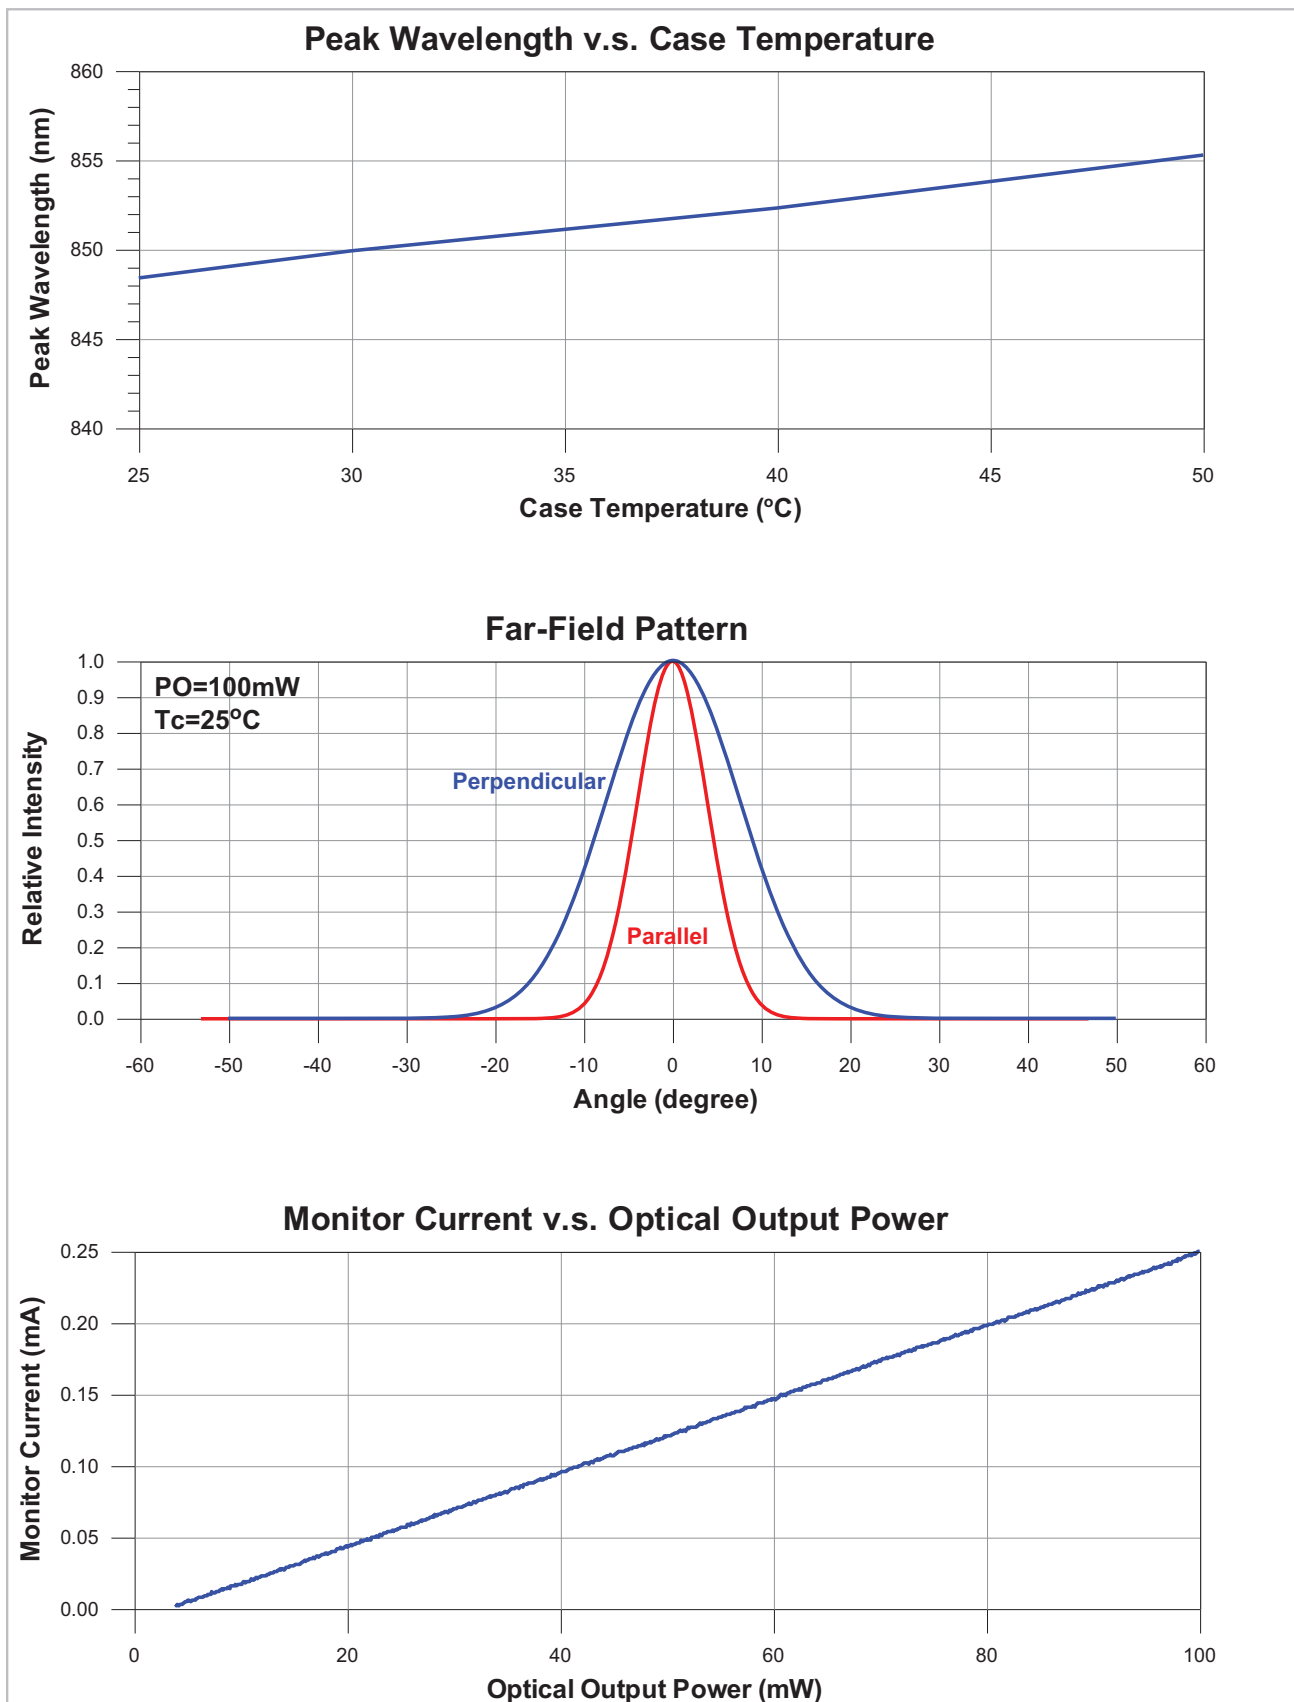 Peak Wavelength v.s. Case Temperature
Peak Wavelength (nm)
860
855
850
845
840
25 30 35 40 45 50
Case Temperature (ºC)
Far-Field Pattern
Relative Intensity
1.0
0.9
0.8
0.7
0.6
0.5
0.4
0.3
0.2
0.1
0.0
PO=100mW
Tc=25ºC
Perpendicular
Parallel
-60 -50 -40 -30 -20 -10 0 10 20 30 40 50 60
Angle (degree)
Monitor Current v.s. Optical Output Power
Monitor Current (mA)
0.25
0.20
0.15
0.10
0.05
0.00
0 20 40 60 80 100
Optical Output Power (mW)